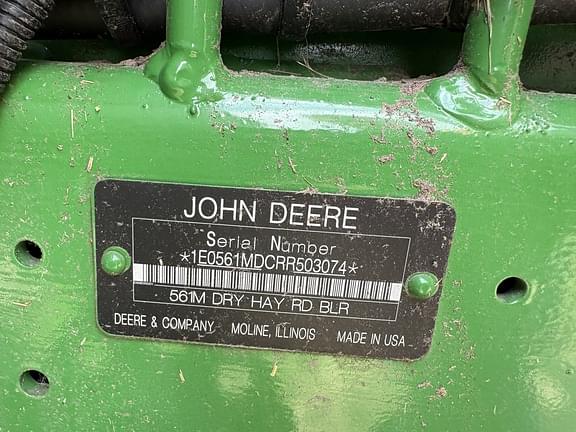 JOHN DEERE
Serial Number
*1E0561MDCRR503074*
561M DRY HAY RD BLR
DEERE & COMPANY MOLINE, ILLINOIS MADE IN USA